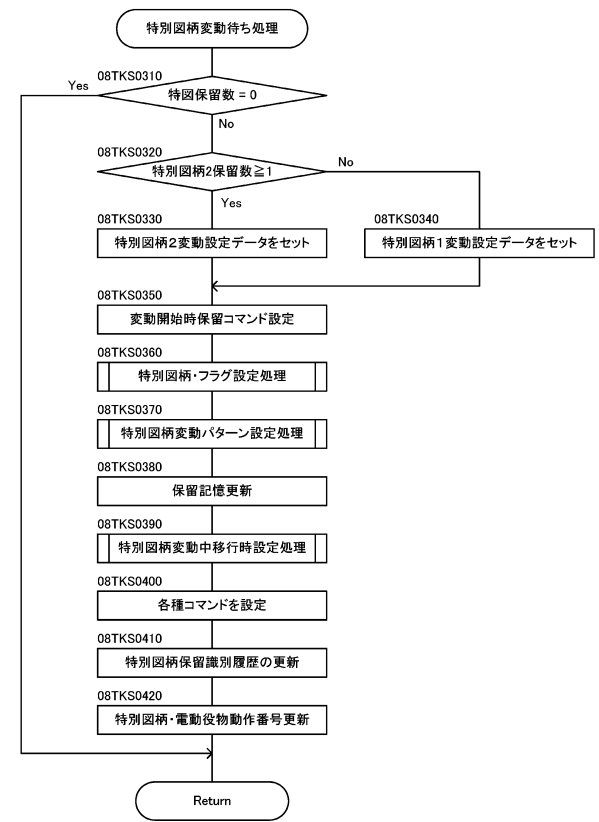 特別図柄変動待ち処理
08TKS0310
Yes
特図保留数 = 0
No
08TKS0320
特別図柄2保留数≧1
No
Yes
08TKS0330
特別図柄2変動設定データをセット
08TKS0340
特別図柄1変動設定データをセット
08TKS0350
変動開始時保留コマンド設定
08TKS0360
特別図柄・フラグ設定処理
08TKS0370
特別図柄変動パターン設定処理
08TKS0380
保留記憶更新
08TKS0390
特別図柄変動中移行時設定処理
08TKS0400
各種コマンドを設定
08TKS0410
特別図柄保留識別履歴の更新
08TKS0420
特別図柄・電動役物動作番号更新
Return